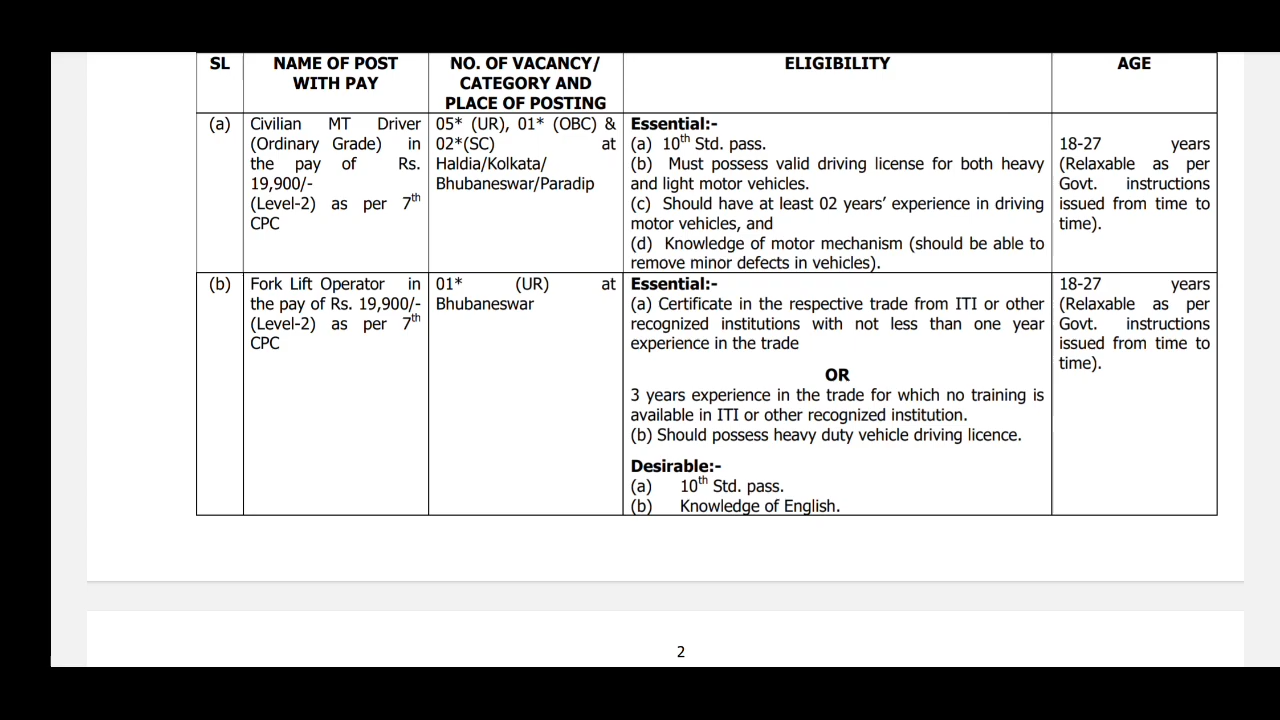 SL NAME OF POST WITH PAY NO. OF VACANCY/ CATEGORY AND PLACE OF POSTING ELIGIBILITY AGE
(a)
Civilian MT Driver
(Ordinary Grade) in
the pay of Rs.
19,900/-
(Level-2) as per 7th
CPC
05* (UR), 01* (OBC) &
02*(SC) at
Haldia/Kolkata/
Bhubaneswar/Paradip
Essential:-
(a) 10th Std. pass.
(b) Must possess valid driving license for both heavy
and light motor vehicles.
(c) Should have at least 02 years’ experience in driving
motor vehicles, and
(d) Knowledge of motor mechanism (should be able to
remove minor defects in vehicles).
18-27 years
(Relaxable as per
Govt. instructions
issued from time to
time).
(b)
Fork Lift Operator in
the pay of Rs. 19,900/-
(Level-2) as per 7th
CPC
01* (UR) at
Bhubaneswar
Essential:-
(a) Certificate in the respective trade from ITI or other
recognized institutions with not less than one year
experience in the trade
OR
3 years experience in the trade for which no training is
available in ITI or other recognized institution.
(b) Should possess heavy duty vehicle driving licence.
Desirable:-
(a) 10th Std. pass.
(b) Knowledge of English.
18-27 years
(Relaxable as per
Govt. instructions
issued from time to
time).
2